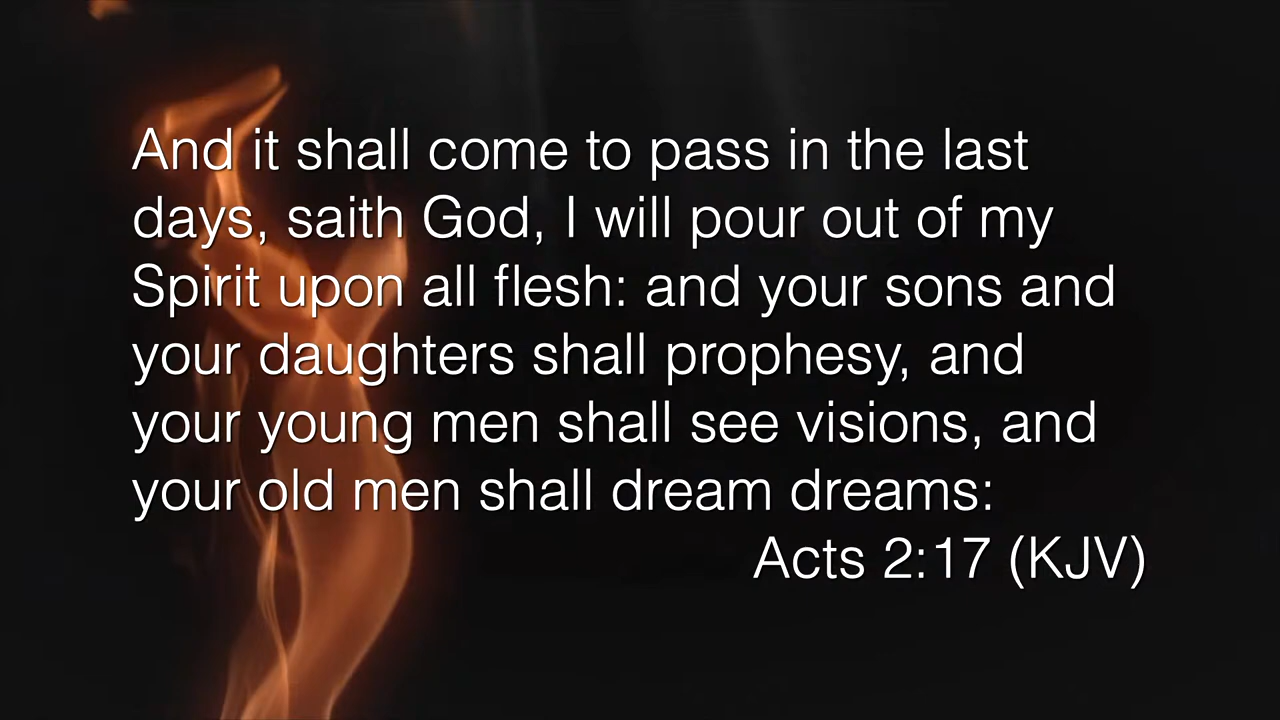 And it shall come to pass in the last
days, saith God, I will pour out of my
Spirit upon all flesh: and your sons and
your daughters shall prophesy, and
your young men shall see visions, and
your old men shall dream dreams:
Acts 2:17 (KJV)